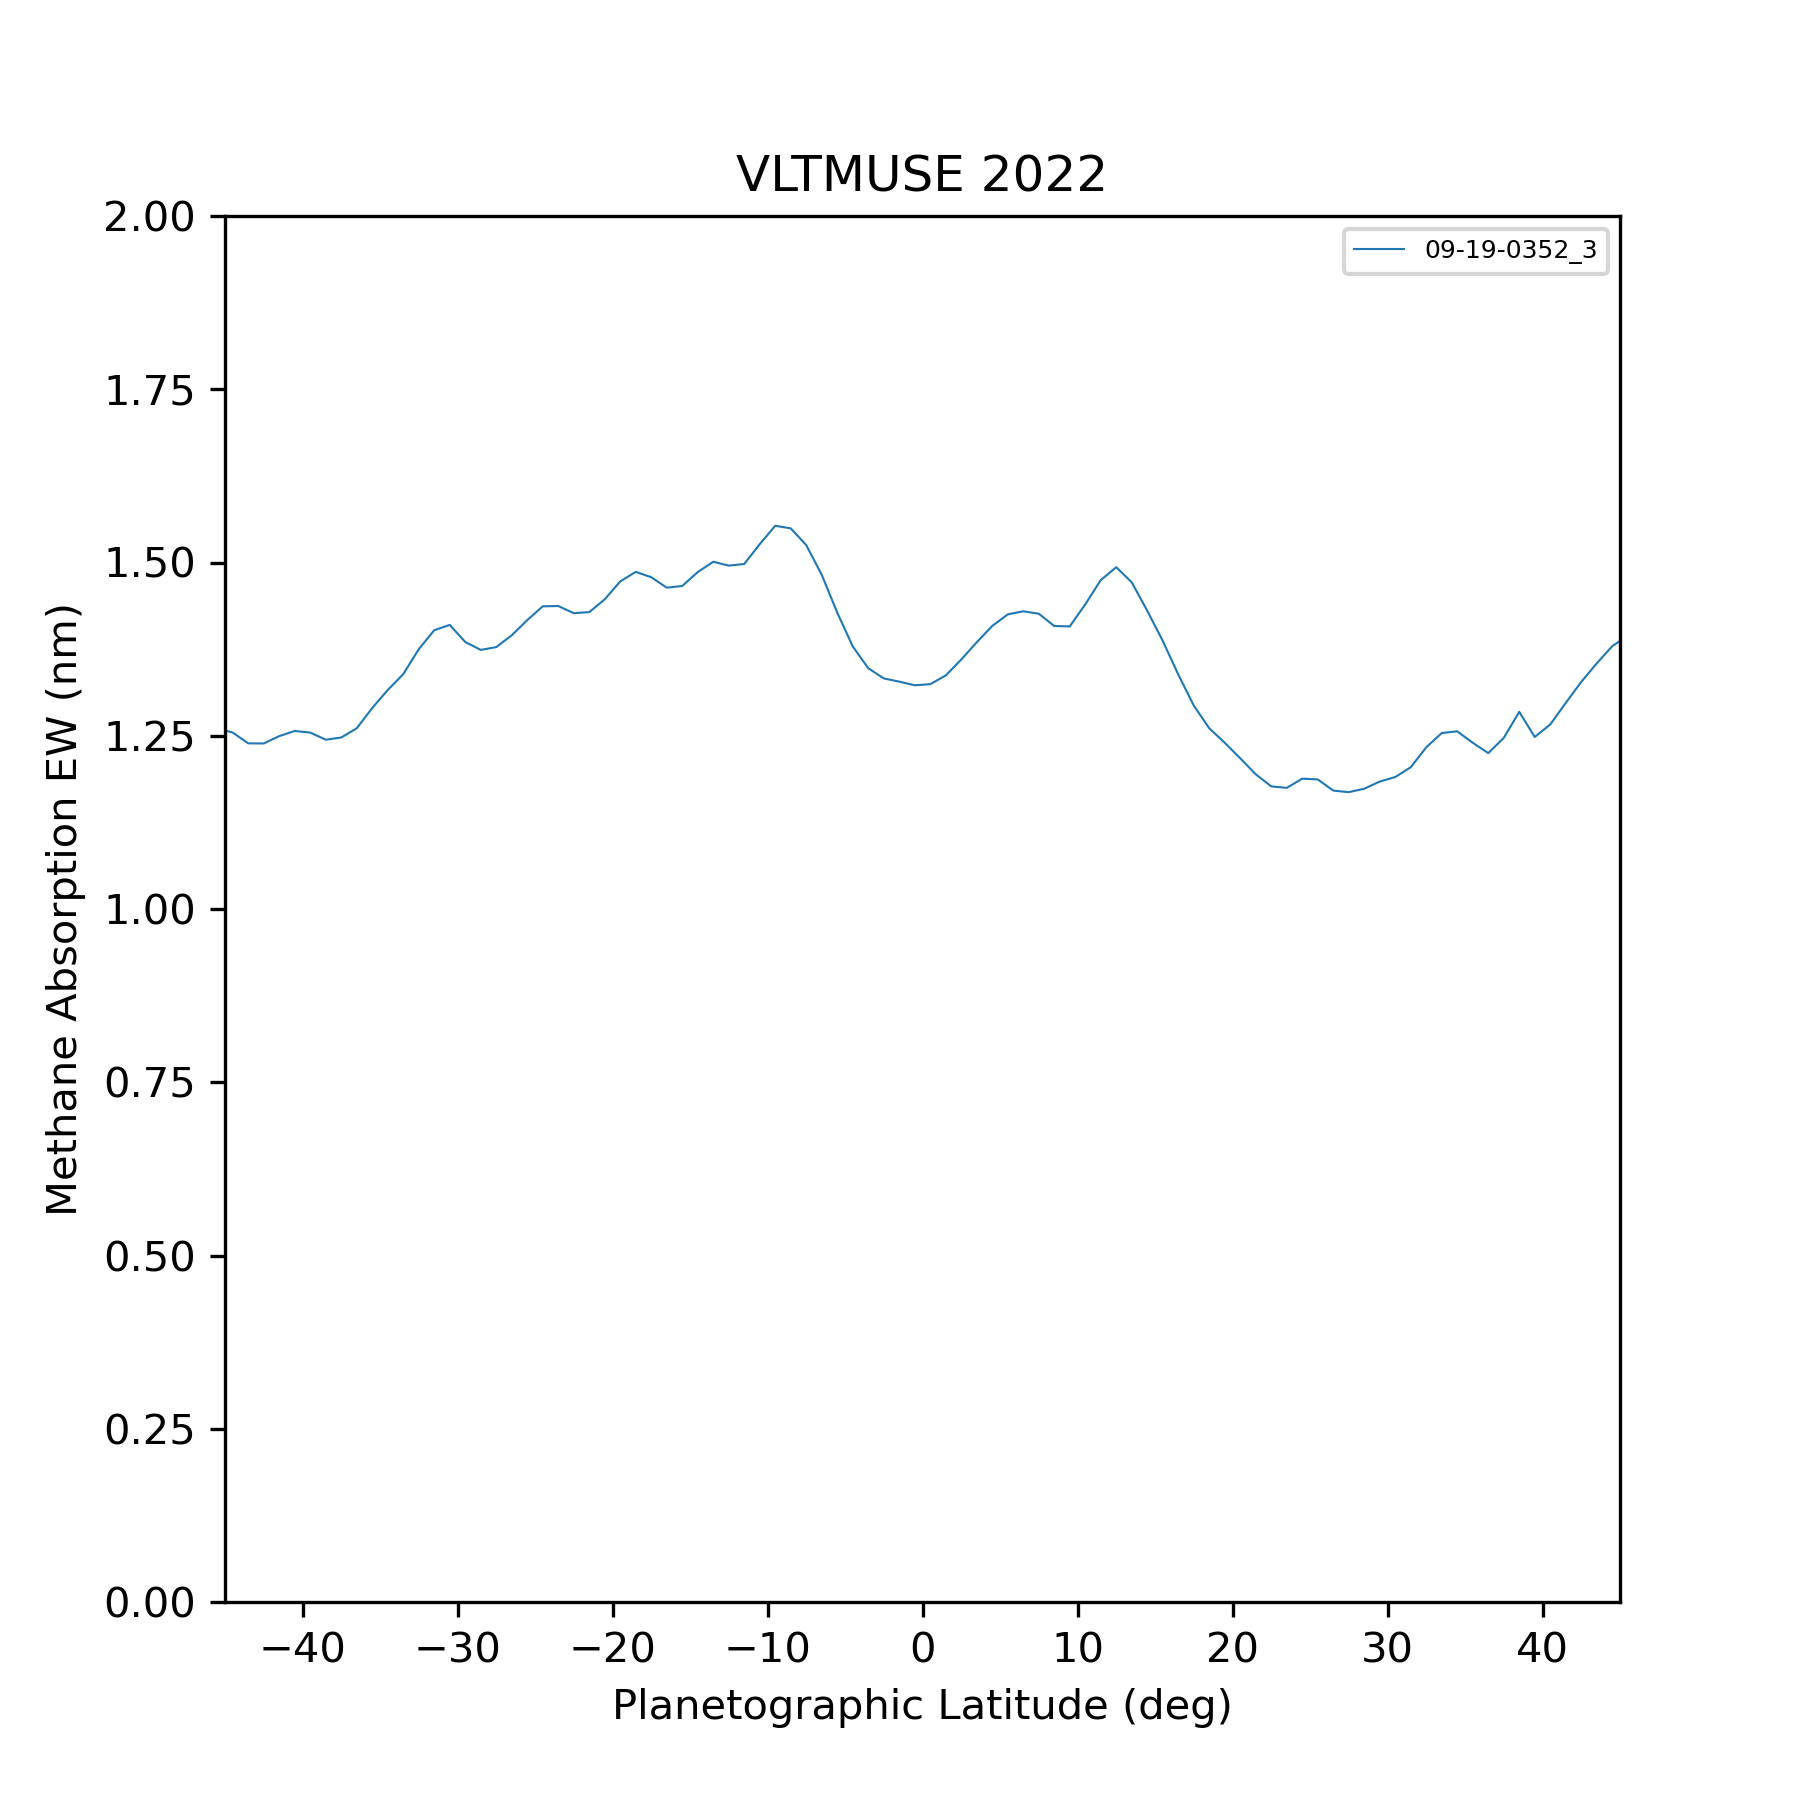 VLTMUSE 2022
09-19-0352_3
2.00
1.75
1.50
1.25
1.00
0.75
0.50
0.25
0.00
Methane Absorption EW (nm)
−40 −30 −20 −10 0 10 20 30 40
Planetographic Latitude (deg)